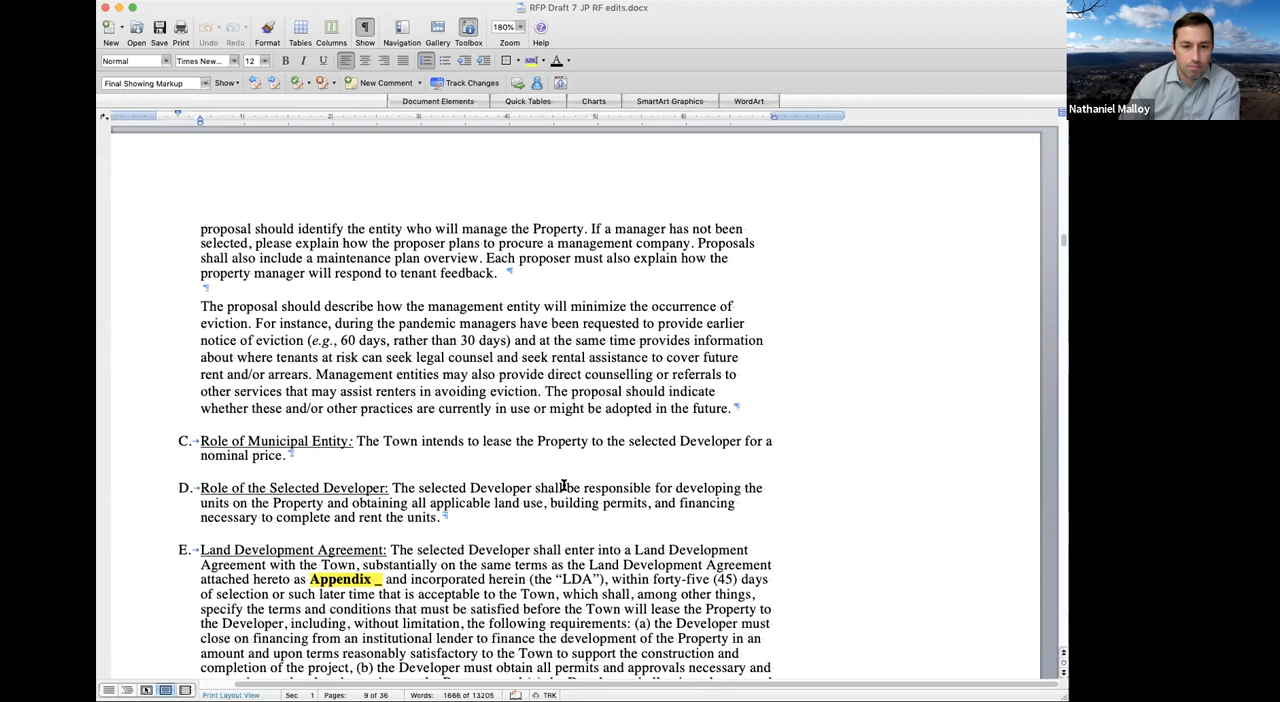 RFP Draft 7 JP RF edits.docx
180%
New Open Save Print Undo Redo Format Tables Columns Show Navigation Gallery Toolbox Zoom Help
Normal Times New... 12 B I U A
Final Showing Markup Show New Comment Track Changes
Document Elements Quick Tables Charts SmartArt Graphics WordArt
1 2 3 4 5 6
Nathaniel Malloy
proposal should identify the entity who will manage the Property. If a manager has not been
selected, please explain how the proposer plans to procure a management company. Proposals
shall also include a maintenance plan overview. Each proposer must also explain how the
property manager will respond to tenant feedback. ¶
¶
The proposal should describe how the management entity will minimize the occurrence of
eviction. For instance, during the pandemic managers have been requested to provide earlier
notice of eviction (e.g., 60 days, rather than 30 days) and at the same time provides information
about where tenants at risk can seek legal counsel and seek rental assistance to cover future
rent and/or arrears. Management entities may also provide direct counselling or referrals to
other services that may assist renters in avoiding eviction. The proposal should indicate
whether these and/or other practices are currently in use or might be adopted in the future. ¶
C. Role of Municipal Entity: The Town intends to lease the Property to the selected Developer for a
nominal price. ¶
D. Role of the Selected Developer: The selected Developer shall be responsible for developing the
units on the Property and obtaining all applicable land use, building permits, and financing
necessary to complete and rent the units. ¶
E. Land Development Agreement: The selected Developer shall enter into a Land Development
Agreement with the Town, substantially on the same terms as the Land Development Agreement
attached hereto as Appendix _ and incorporated herein (the “LDA”), within forty-five (45) days
of selection or such later time that is acceptable to the Town, which shall, among other things,
specify the terms and conditions that must be satisfied before the Town will lease the Property to
the Developer, including, without limitation, the following requirements: (a) the Developer must
close on financing from an institutional lender to finance the development of the Property in an
amount and upon terms reasonably satisfactory to the Town to support the construction and
completion of the project, (b) the Developer must obtain all permits and approvals necessary and
Print Layout View Sec 1 Pages: 9 of 36 Words: 1666 of 13205 TRK